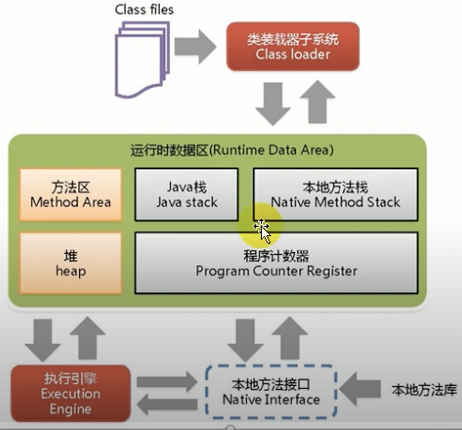 Class files
类装载器子系统
Class loader
运行时数据区(Runtime Data Area)
方法区
Method Area
Java栈
Java stack
本地方法栈
Native Method Stack
堆
heap
程序计数器
Program Counter Register
执行引擎
Execution
Engine
本地方法接口
Native Interface
本地方法库